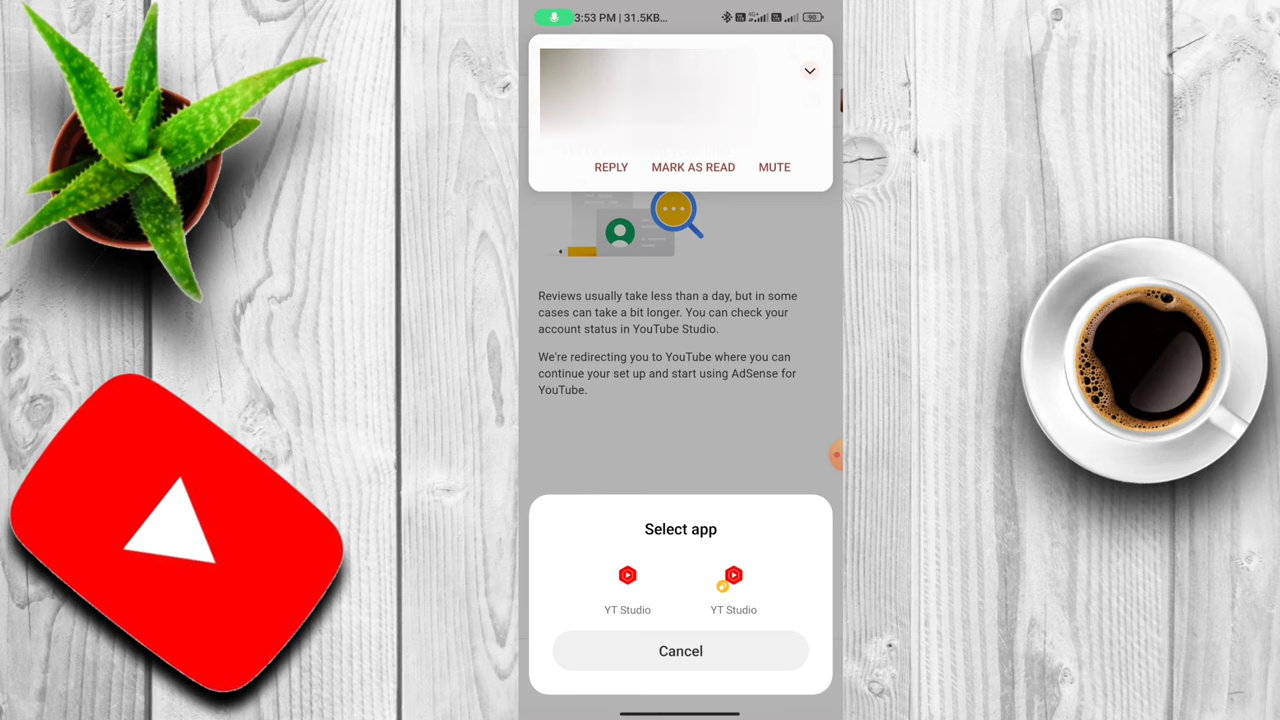 3:53 PM | 31.5KB...
4G+
90
REPLY MARK AS READ MUTE
Reviews usually take less than a day, but in some
cases can take a bit longer. You can check your
account status in YouTube Studio.
We're redirecting you to YouTube where you can
continue your set up and start using AdSense for
YouTube.
Select app
YT Studio YT Studio
Cancel